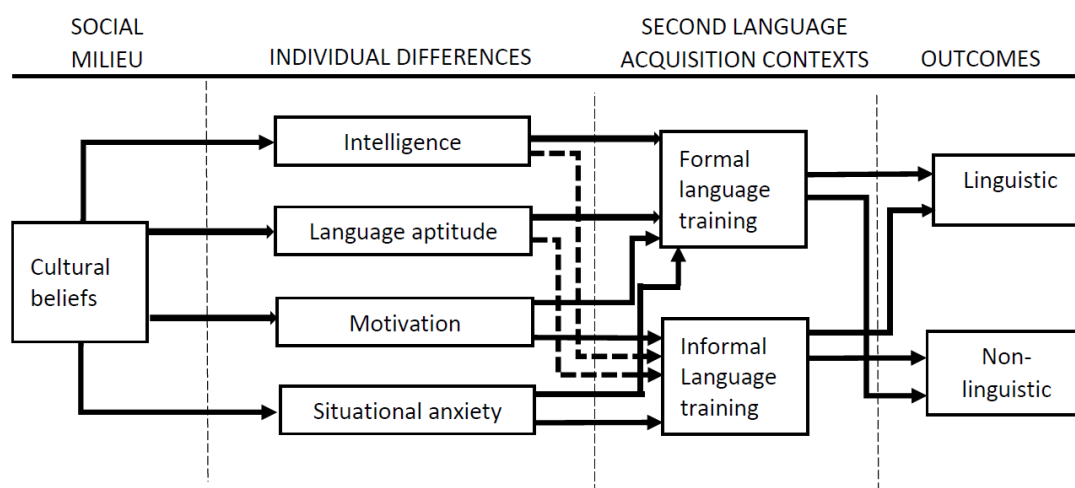 SOCIAL
MILIEU
INDIVIDUAL DIFFERENCES
SECOND LANGUAGE
ACQUISITION CONTEXTS
OUTCOMES
Cultural
beliefs
Intelligence
Language aptitude
Motivation
Situational anxiety
Formal
language
training
Informal
Language
training
Linguistic
Non-
linguistic